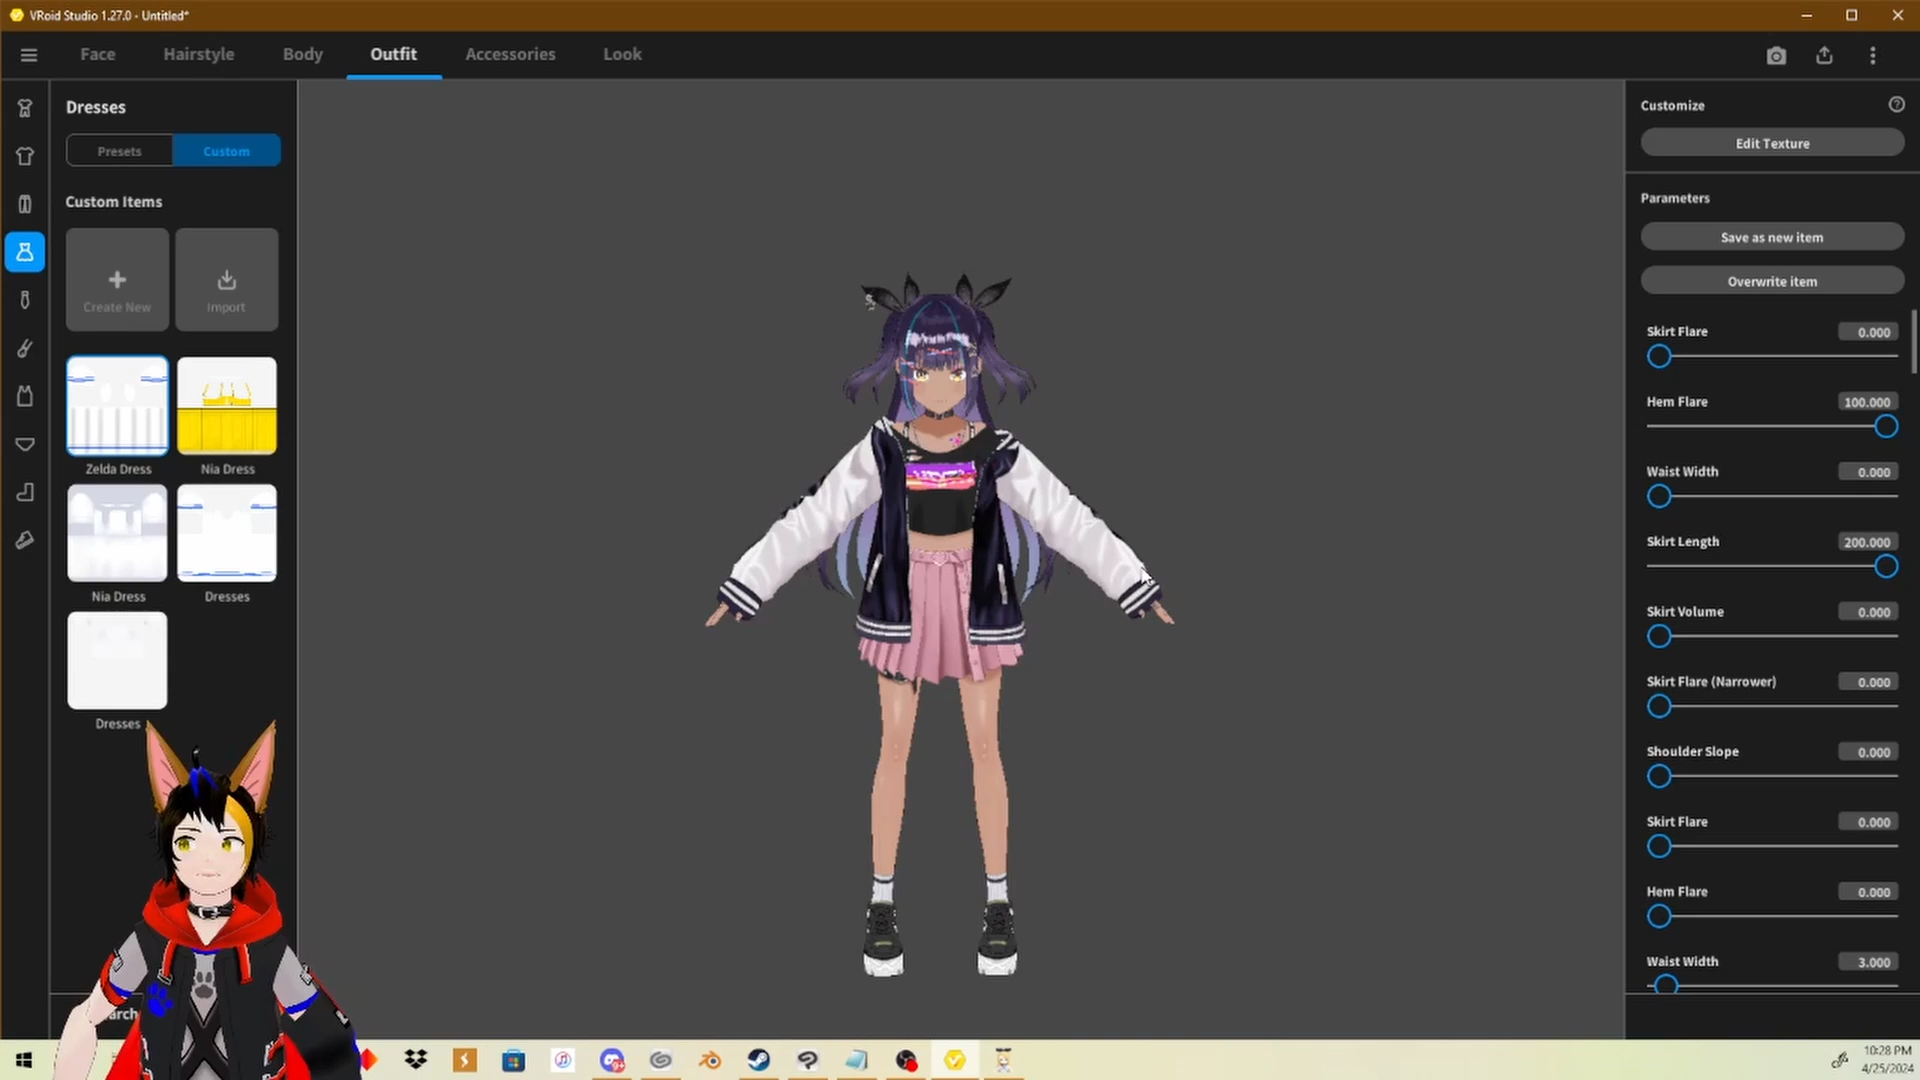 VRoid Studio 1.27.0 - Untitled*
Face Hairstyle Body Outfit Accessories Look
Dresses
Presets Custom
Custom Items
Create New Import
Zelda Dress Nia Dress
Nia Dress Dresses
Dresses
Customize
Edit Texture
Parameters
Save as new item
Overwrite item
Skirt Flare 0.000
Hem Flare 100.000
Waist Width 0.000
Skirt Length 200.000
Skirt Volume 0.000
Skirt Flare (Narrower) 0.000
Shoulder Slope 0.000
Skirt Flare 0.000
Hem Flare 0.000
Waist Width 3.000
10:28 PM
4/25/2024